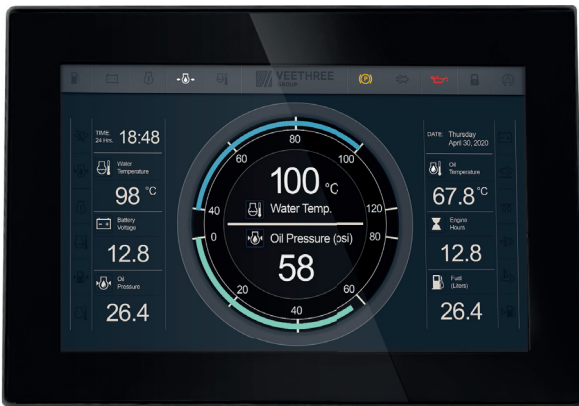 VEETHREE
GROUP
TIME
24 Hrs.
18:48
Water
Temperature
98 °C
Battery
Voltage
12.8
Oil
Pressure
26.4
80
60
100
40
120
100 °C
Water Temp.
Oil Pressure (psi)
58
0
80
20
60
40
DATE: Thursday
April 30, 2020
Oil
Temperature
67.8 °C
Engine
Hours
12.8
Fuel
(Liters)
26.4